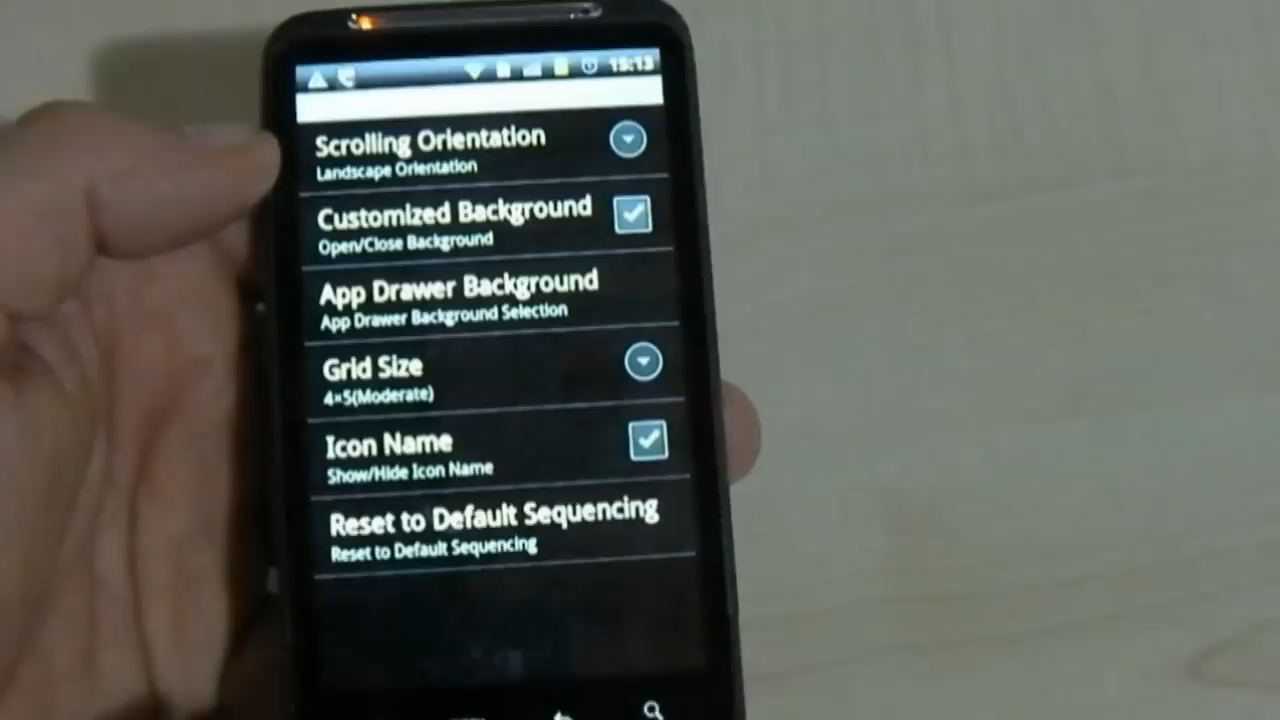 15:13
Scrolling Orientation
Landscape Orientation
Customized Background
Open/Close Background
App Drawer Background
App Drawer Background Selection
Grid Size
4×5(Moderate)
Icon Name
Show/Hide Icon Name
Reset to Default Sequencing
Reset to Default Sequencing